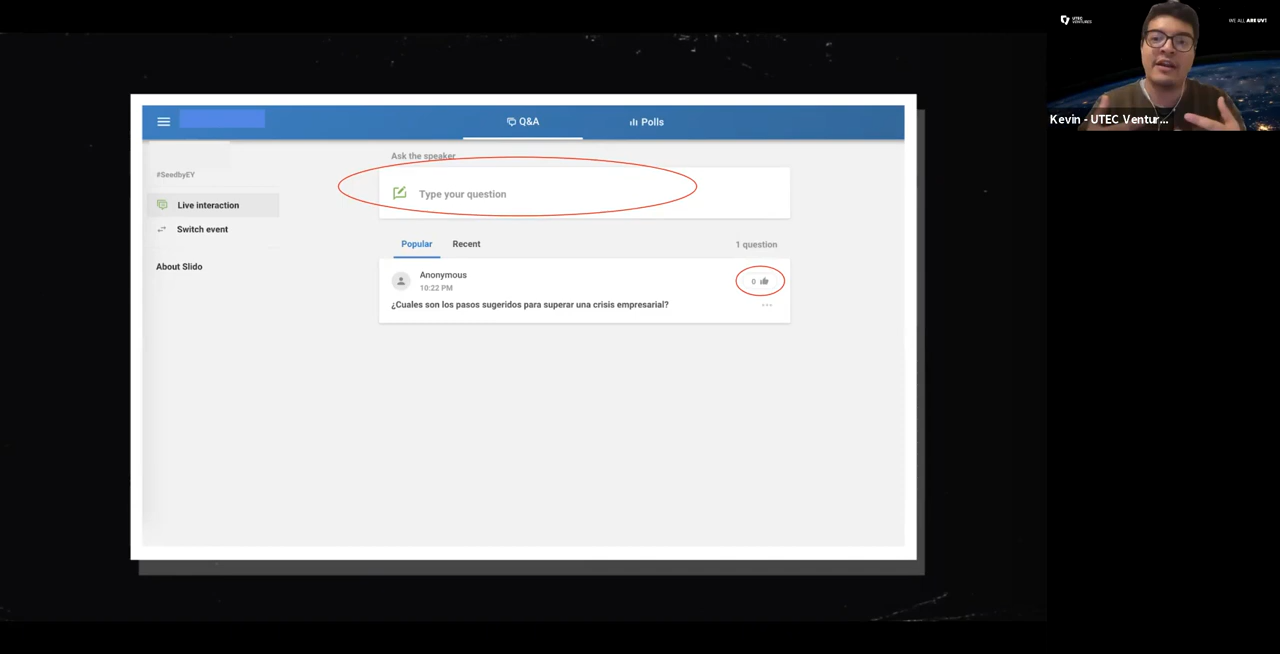 Q&A
Polls
#SeedbyEY
Live interaction
Switch event
About Slido
Ask the speaker
Type your question
Popular
Recent
1 question
Anonymous
10:22 PM
0
¿Cuales son los pasos sugeridos para superar una crisis empresarial?
UTEC
VENTURES
WE ALL ARE UV!
Kevin - UTEC Ventur...